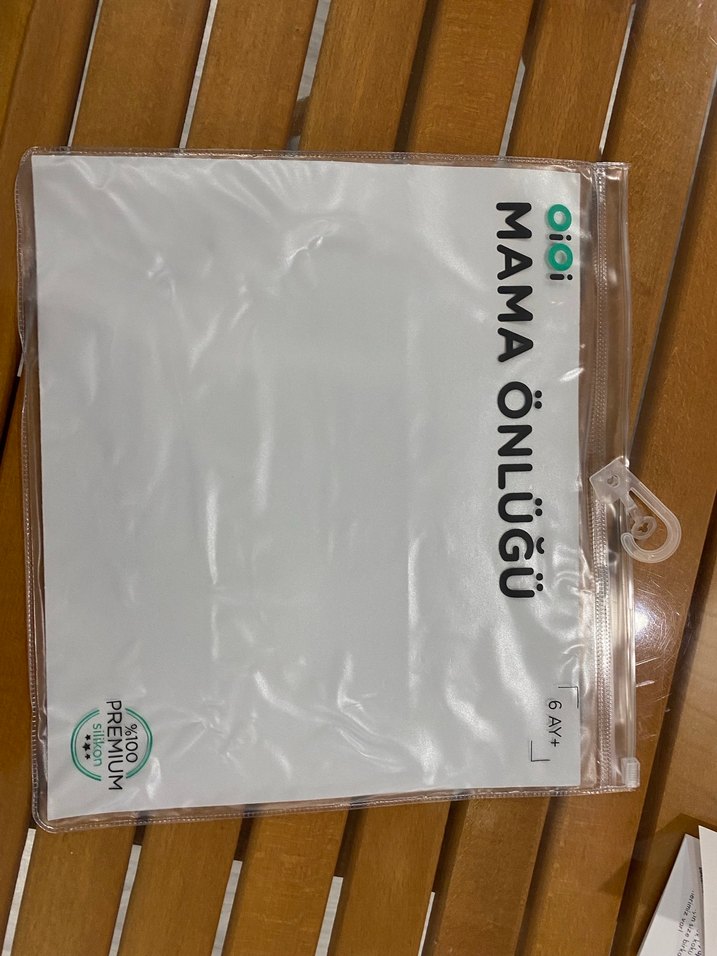 oioi
MAMA ÖNLÜĞÜ
6 AY+
%100
PREMIUM
silikon